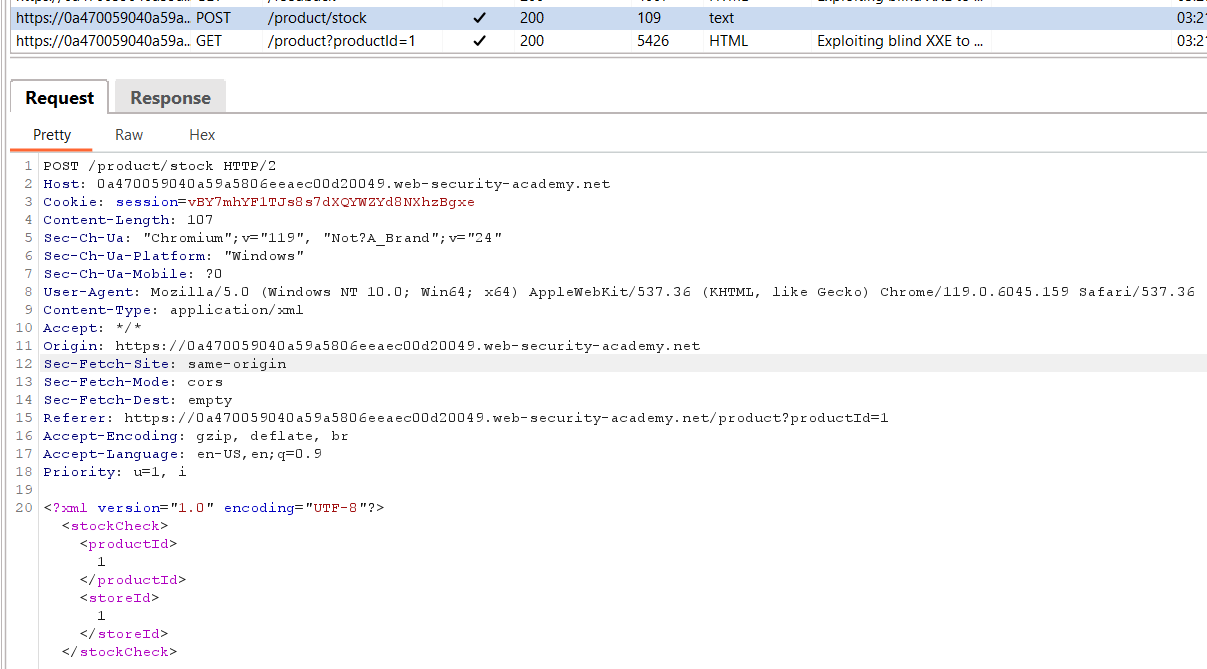 https://0a470059040a59a... POST /product/stock ✓ 200 109 text 03:21
https://0a470059040a59a... GET /product?productId=1 ✓ 200 5426 HTML Exploiting blind XXE to ... 03:21
Request Response
Pretty Raw Hex
1 POST /product/stock HTTP/2
2 Host: 0a470059040a59a5806eeaec00d20049.web-security-academy.net
3 Cookie: session=vBY7mhYF1TJs8s7dXQYWZYd8NXhzBgxe
4 Content-Length: 107
5 Sec-Ch-Ua: "Chromium";v="119", "Not?A_Brand";v="24"
6 Sec-Ch-Ua-Platform: "Windows"
7 Sec-Ch-Ua-Mobile: ?0
8 User-Agent: Mozilla/5.0 (Windows NT 10.0; Win64; x64) AppleWebKit/537.36 (KHTML, like Gecko) Chrome/119.0.6045.159 Safari/537.36
9 Content-Type: application/xml
10 Accept: */*
11 Origin: https://0a470059040a59a5806eeaec00d20049.web-security-academy.net
12 Sec-Fetch-Site: same-origin
13 Sec-Fetch-Mode: cors
14 Sec-Fetch-Dest: empty
15 Referer: https://0a470059040a59a5806eeaec00d20049.web-security-academy.net/product?productId=1
16 Accept-Encoding: gzip, deflate, br
17 Accept-Language: en-US,en;q=0.9
18 Priority: u=1, i
19
20 <?xml version="1.0" encoding="UTF-8"?>
<stockCheck>
<productId>
1
</productId>
<storeId>
1
</storeId>
</stockCheck>